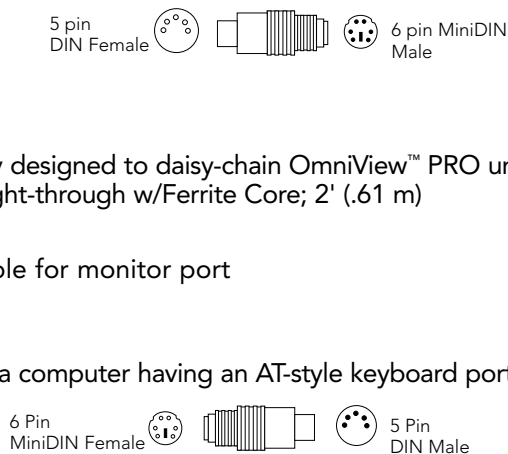 5 pin
DIN Female
6 pin MiniDIN
Male
designed to daisy-chain OmniView™ PRO
ght-through w/Ferrite Core; 2' (.61 m)
ble for monitor port
a computer having an AT-style keyboard port
6 Pin
MiniDIN Female
5 Pin
DIN Male